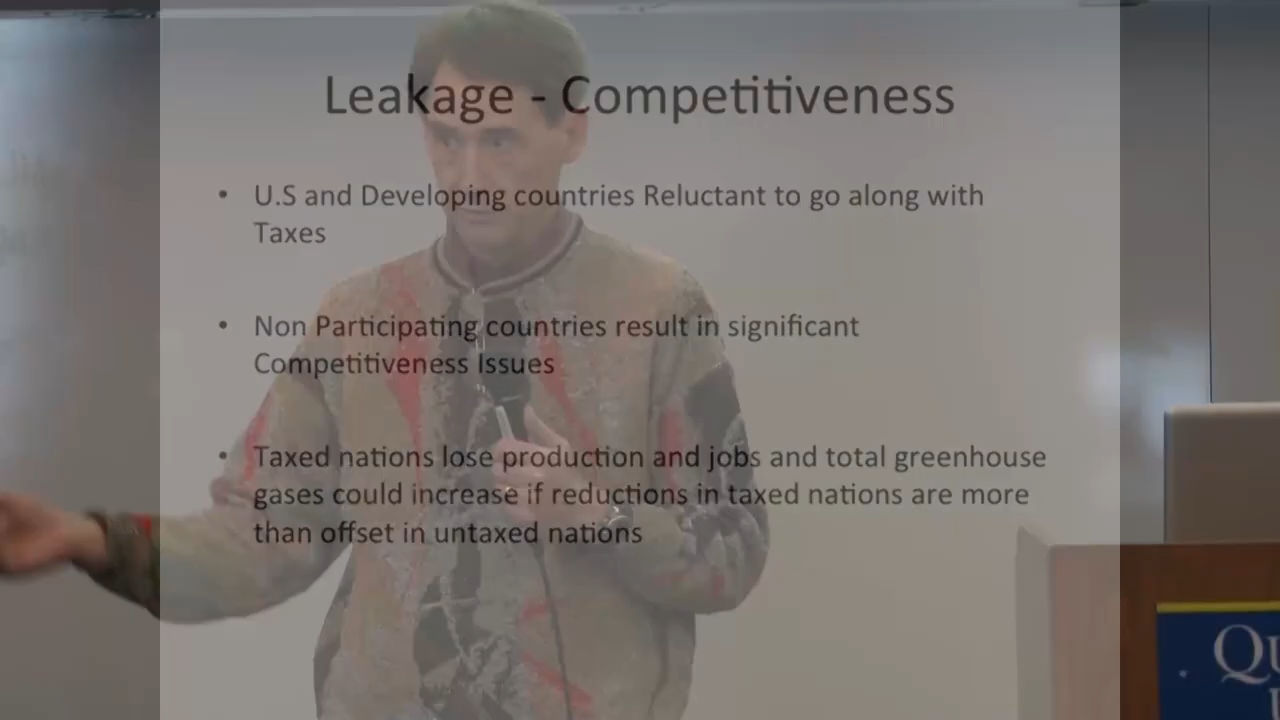 Leakage - Competitiveness
• U.S and Developing countries Reluctant to go along with
Taxes
• Non Participating countries result in significant
Competitiveness Issues
• Taxed nations lose production and jobs and total greenhouse
gases could increase if reductions in taxed nations are more
than offset in untaxed nations